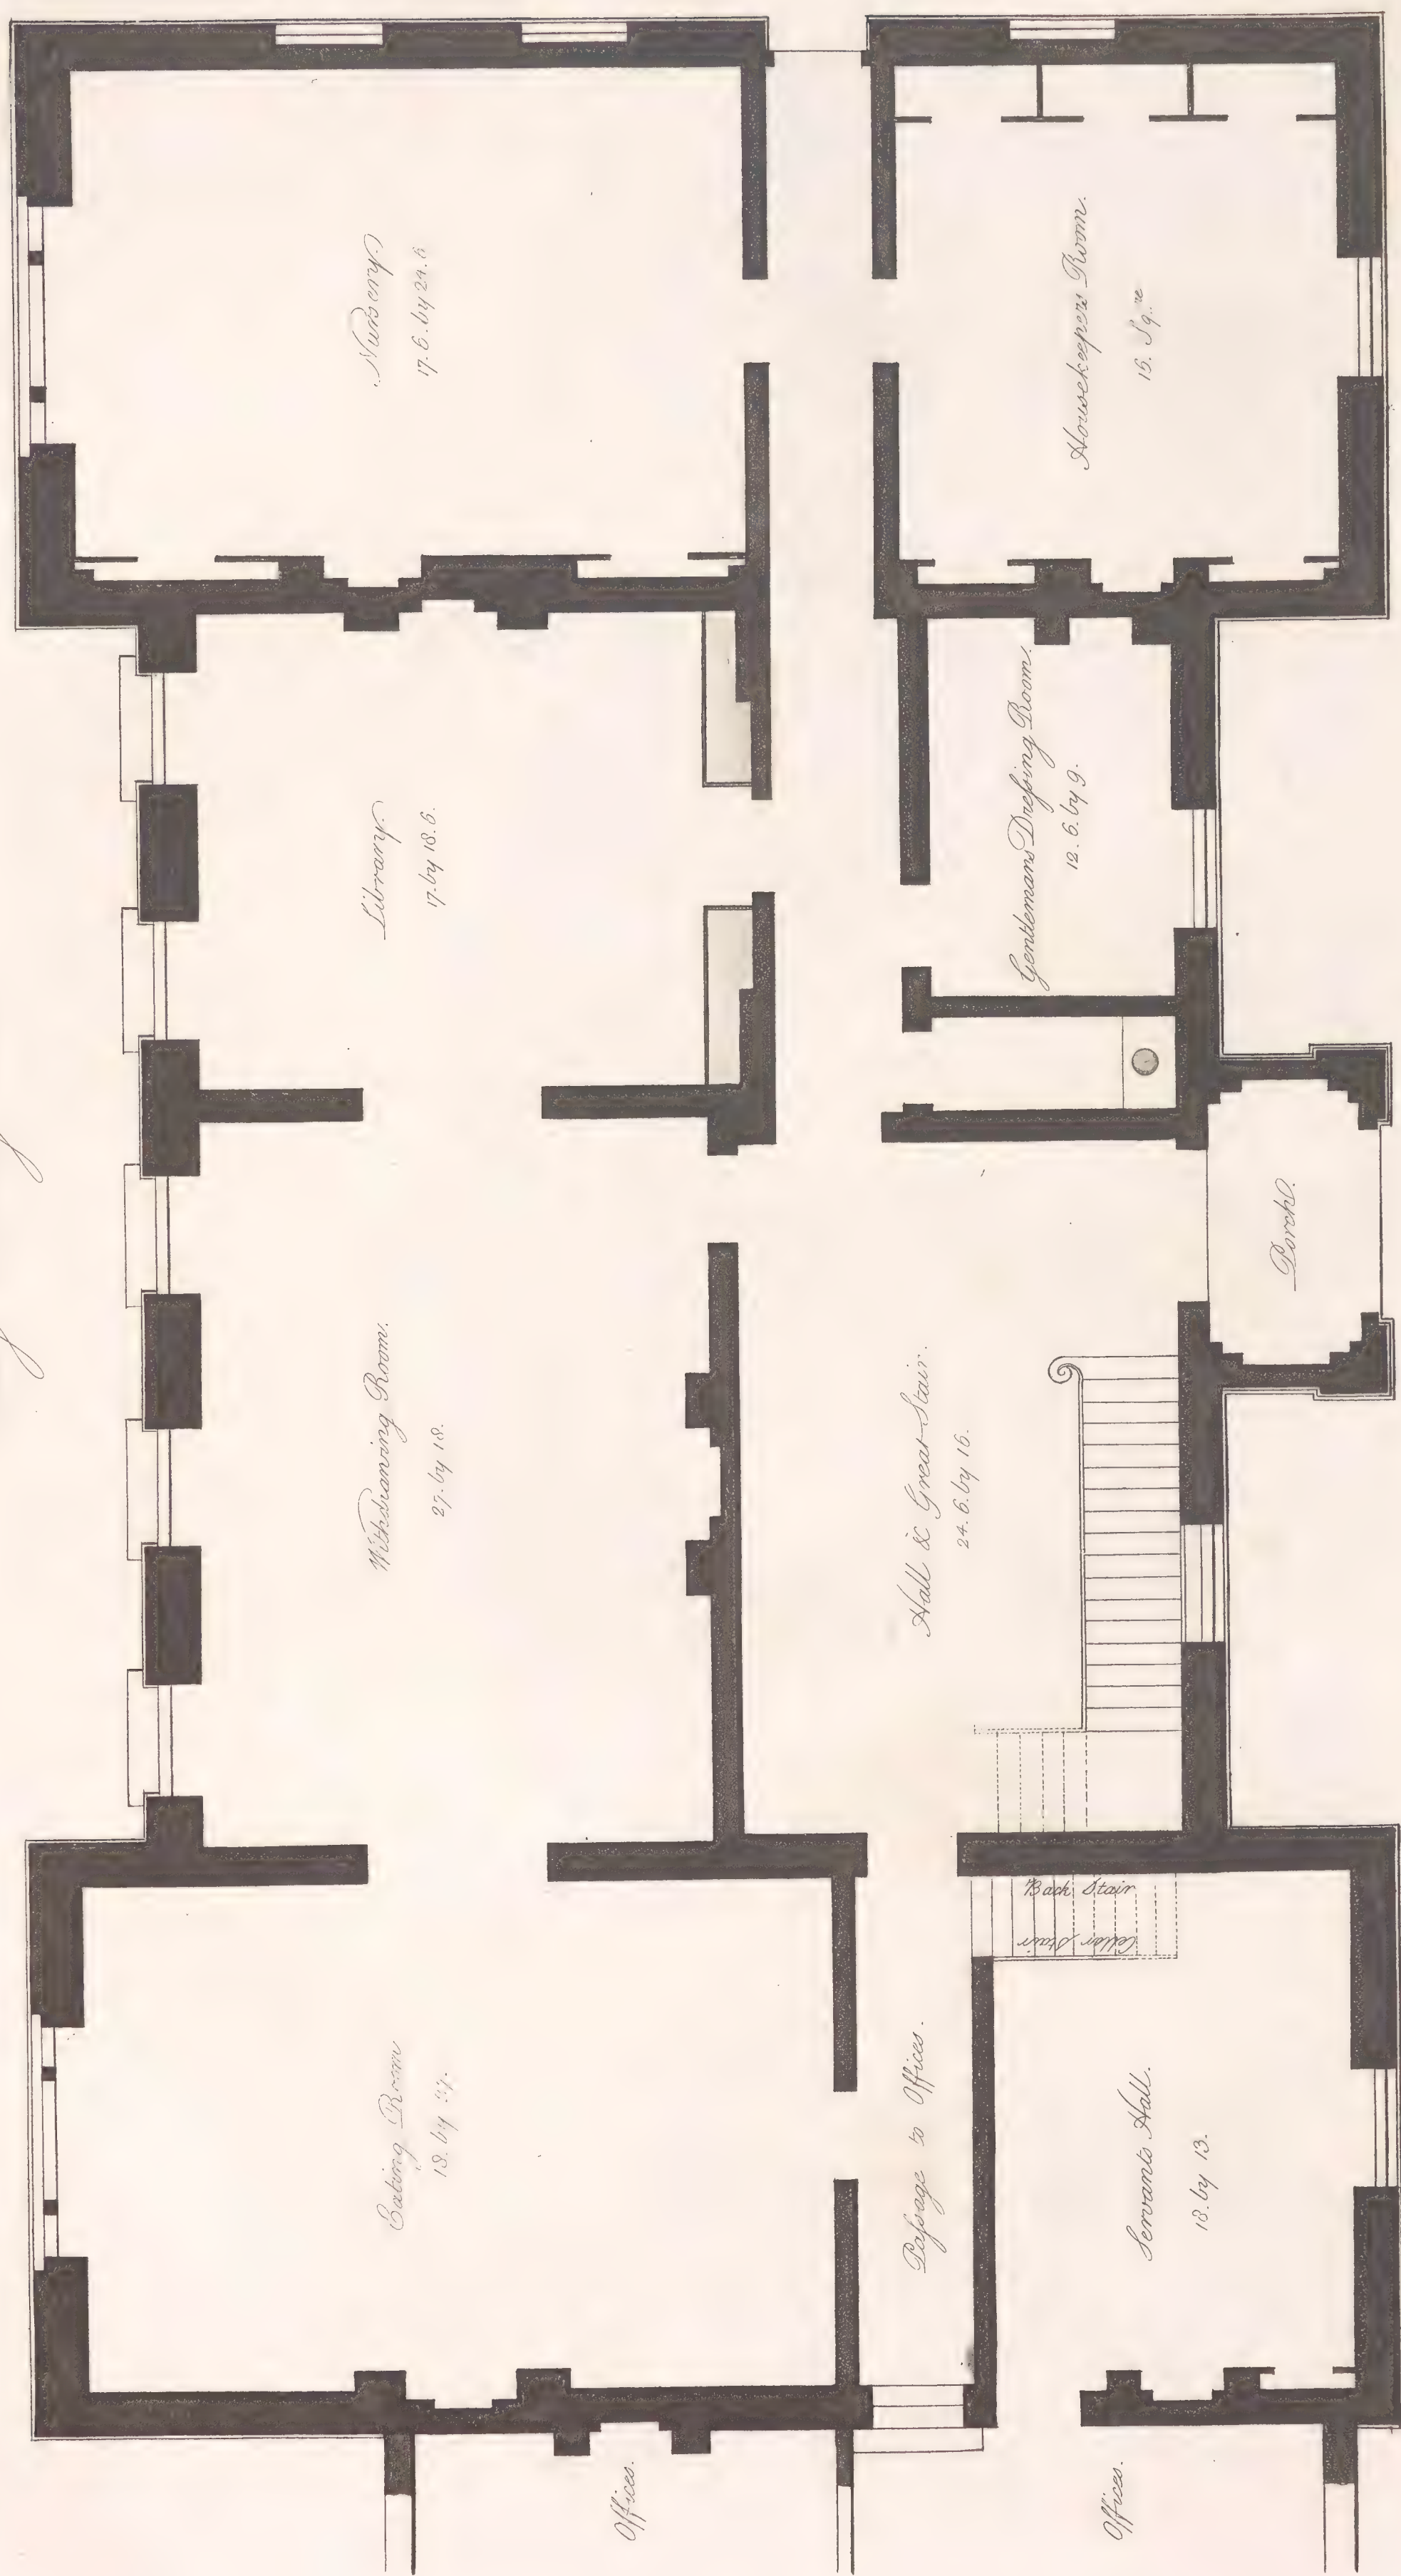 Nursery.
17.6. by 24.6
Housekeepers Room.
15. Sq.re
Library.
17. by 18.6.
Gentlemans Dreſsing Room.
12.6. by 9.
Withdrawing Room.
27. by 18.
Hall & Great Stair.
24.6. by 16.
Porch.
Back Stair
Cellar Stair
Eating Room
18. by 27.
Paſsage to Offices.
Servants Hall.
18. by 13.
Offices.
Offices.